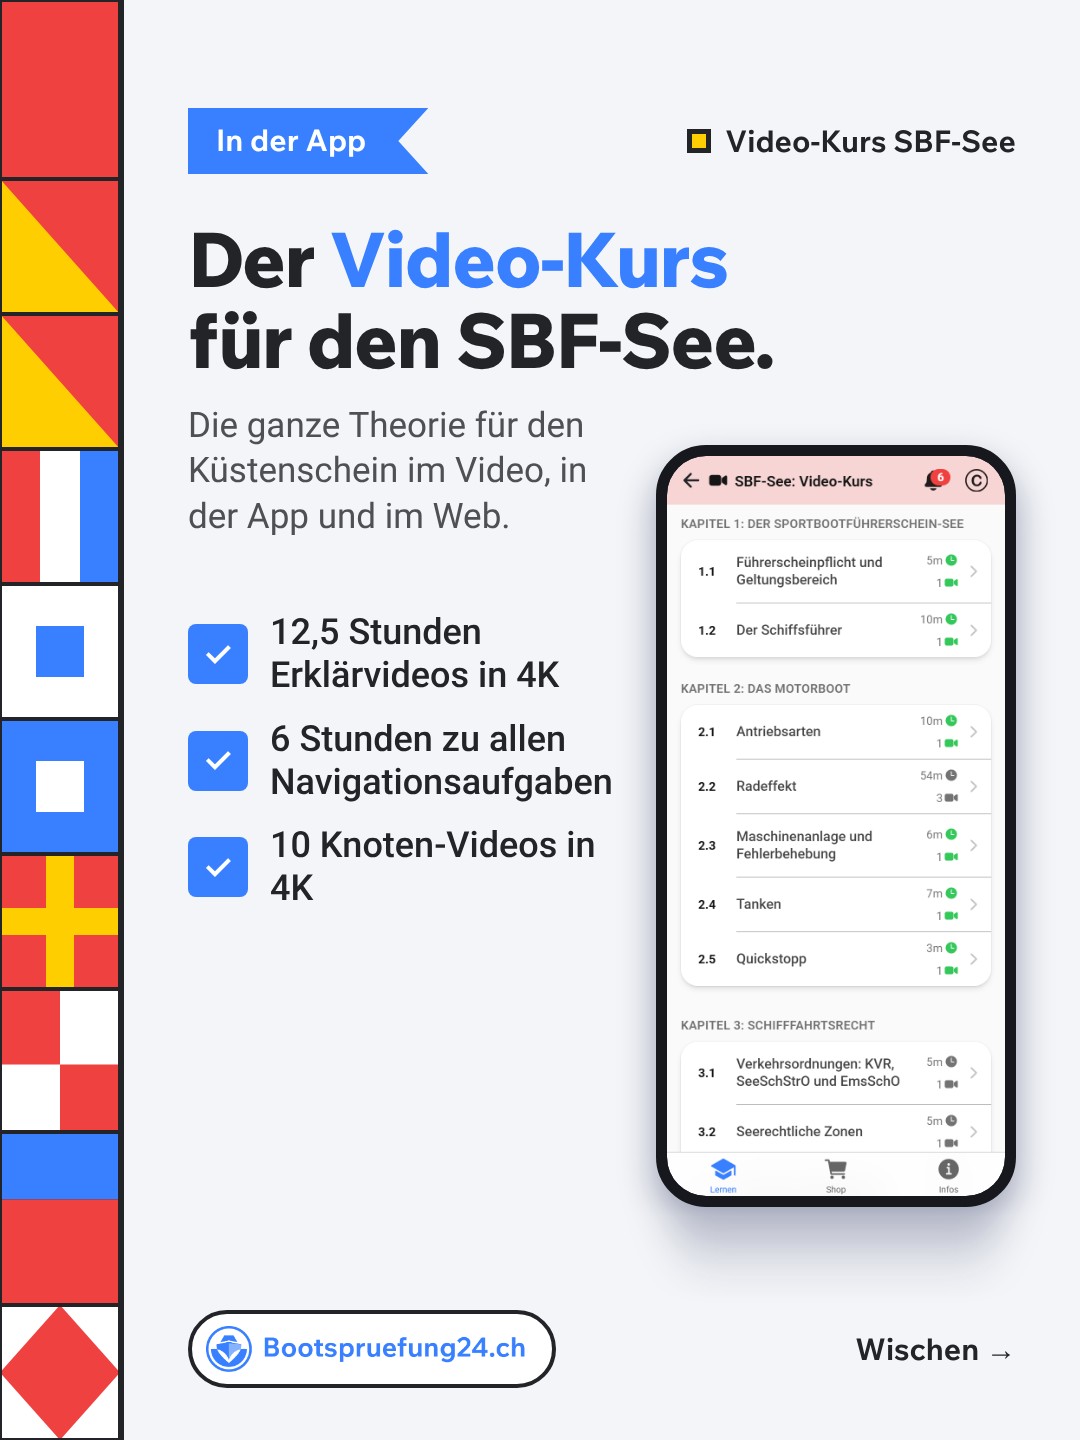 In der App
Video-Kurs SBF-See
Der Video-Kurs
für den SBF-See.
Die ganze Theorie für den
Küstenschein im Video, in
der App und im Web.
12,5 Stunden
Erklärvideos in 4K
6 Stunden zu allen
Navigationsaufgaben
10 Knoten-Videos in
4K
SBF-See: Video-Kurs
6
C
KAPITEL 1: DER SPORTBOOTFÜHRERSCHEIN-SEE
1.1 Führerscheinpflicht und 5m
Geltungsbereich 1
1.2 Der Schiffsführer 10m
1
KAPITEL 2: DAS MOTORBOOT
2.1 Antriebsarten 10m
1
2.2 Radeffekt 54m
3
2.3 Maschinenanlage und 6m
Fehlerbehebung 1
2.4 Tanken 7m
1
2.5 Quickstopp 3m
1
KAPITEL 3: SCHIFFFAHRTSRECHT
3.1 Verkehrsordnungen: KVR, 5m
SeeSchStrO und EmsSchO 1
3.2 Seerechtliche Zonen 5m
1
Lernen Shop Infos
Bootspruefung24.ch
Wischen →